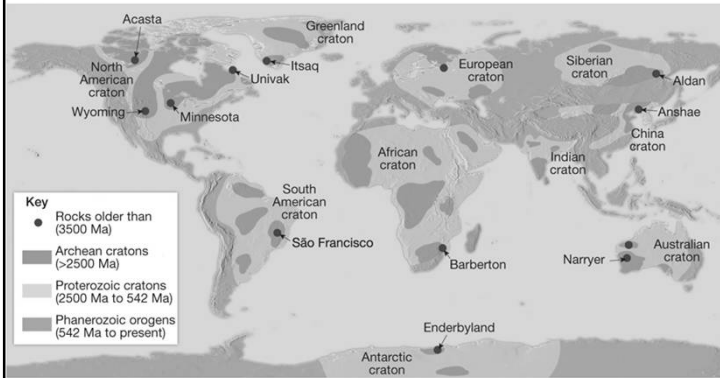 Acasta
Greenland
craton
North
American
craton
Itsaq
Univak
Wyoming
Minnesota
European
craton
Siberian
craton
Aldan
Anshae
China
craton
African
craton
Indian
craton
South
American
craton
São Francisco
Barberton
Narryer
Australian
craton
Enderbyland
Antarctic
craton
Key
Rocks older than
(3500 Ma)
Archean cratons
(>2500 Ma)
Proterozoic cratons
(2500 Ma to 542 Ma)
Phanerozoic orogens
(542 Ma to present)